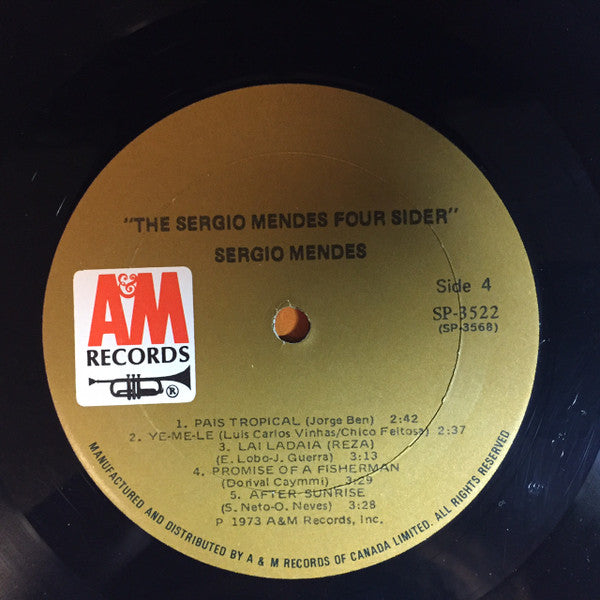 "THE SERGIO MENDES FOUR SIDER"
SERGIO MENDES
A&M
RECORDS
®
Side 4
SP-3522
(SP-3568)
1. PAIS TROPICAL (Jorge Ben) 2:42
2. YE-ME-LE (Luis Carlos Vinhas/Chico Feitosa) 2:37
3. LAI LADAIA (REZA)
(E. Lobo-J. Guerra) 3:13
4. PROMISE OF A FISHERMAN
(Dorival Caymmi) 3:29
5. AFTER SUNRISE
(S. Neto-O. Neves) 3:28
P 1973 A&M Records, Inc.
MANUFACTURED AND DISTRIBUTED BY A & M RECORDS OF CANADA LIMITED. ALL RIGHTS RESERVED